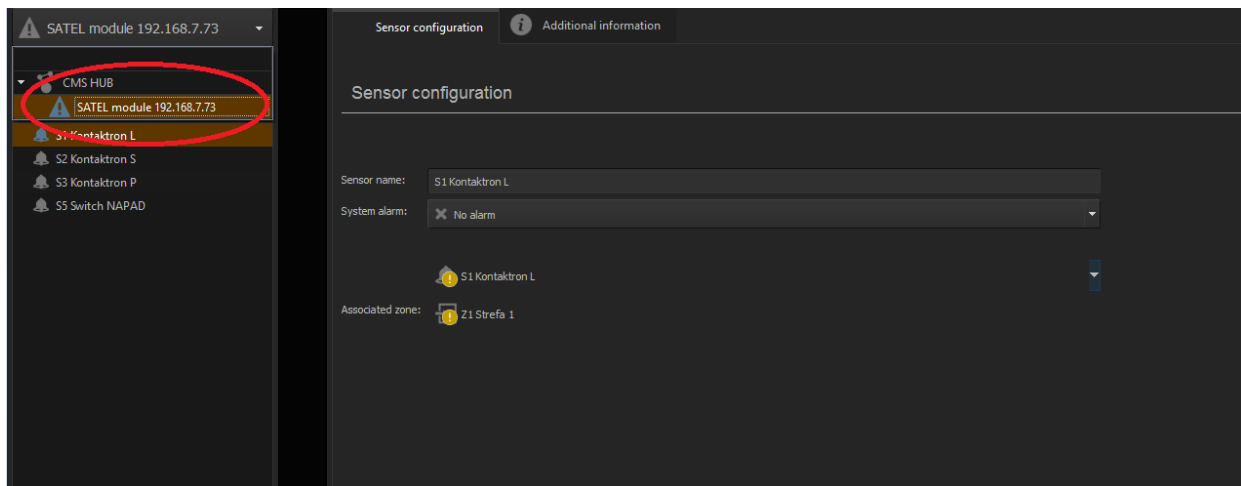 SATEL module 192.168.7.73
CMS HUB
SATEL module 192.168.7.73
S1 Kontaktron L
S2 Kontaktron S
S3 Kontaktron P
S5 Switch NAPAD
Sensor configuration
Additional information
Sensor configuration
Sensor name:
S1 Kontaktron L
System alarm:
No alarm
S1 Kontaktron L
Associated zone:
Z1 Strefa 1